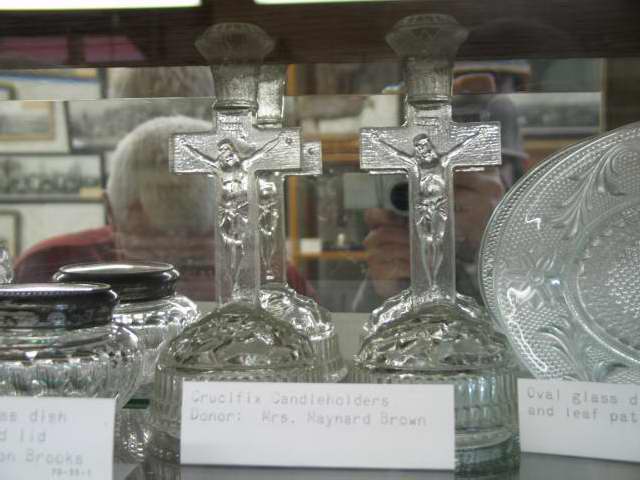 ss dish
d lid
on Brooks
Crucifix Candleholders
Donor: Mrs. Maynard Brown
Oval glass d
and leaf pat